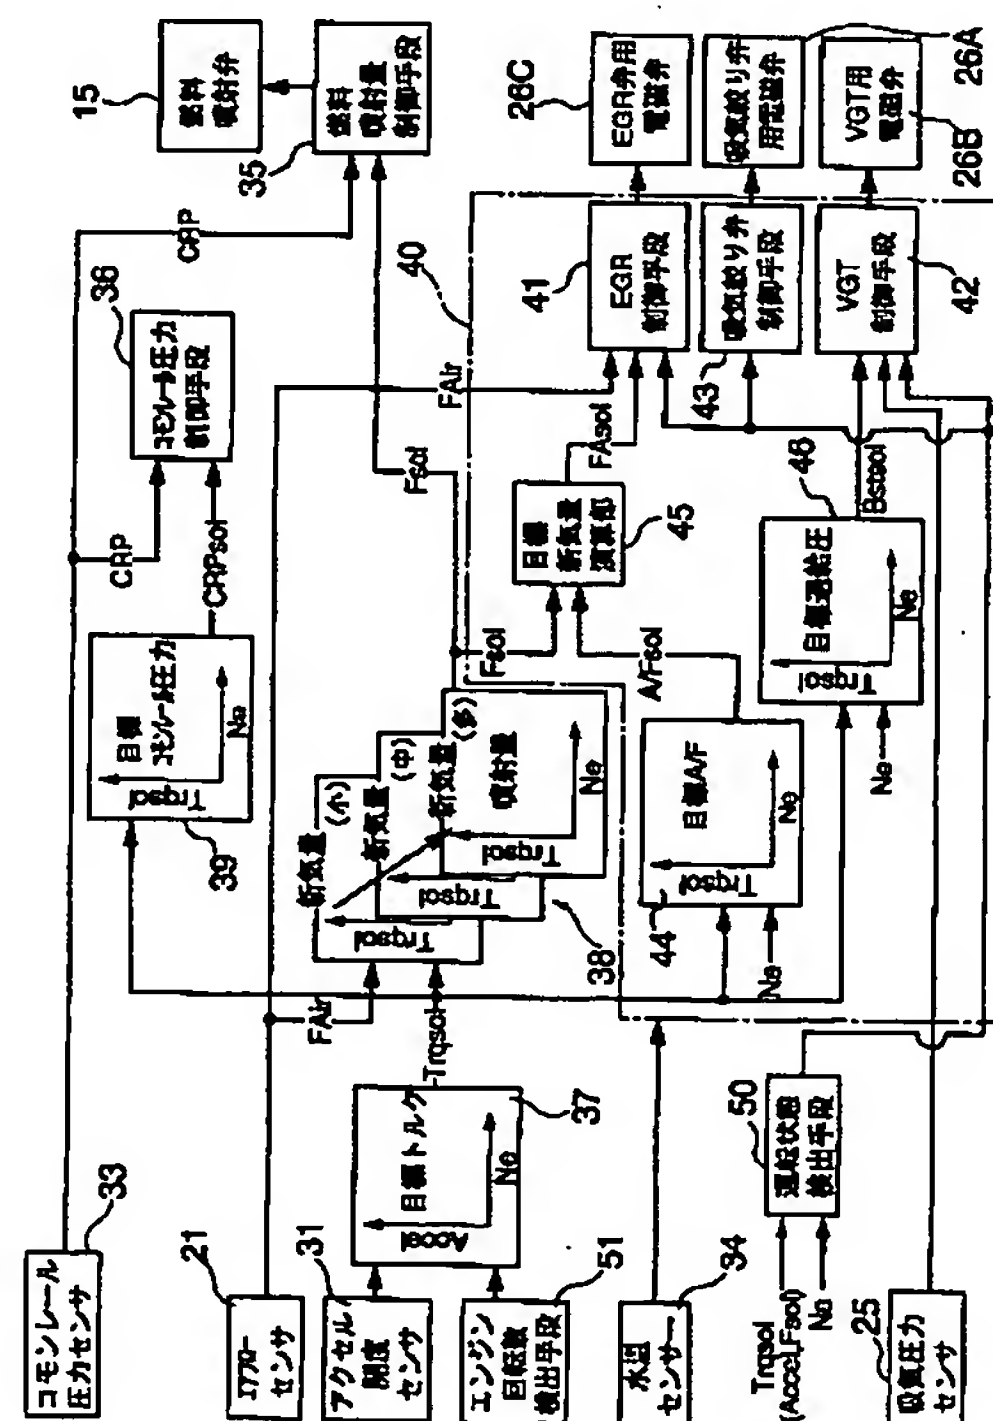 15
燃料
噴射弁
35
燃料
噴射量
制御手段
26C
EGR弁用
電磁弁
吸気絞り弁
用電磁弁
26A
VGT用
電磁弁
26B
CRP
36
コモンレール圧力
制御手段
CRP
CRPsol
40
41
EGR
制御手段
43
吸気絞り弁
制御手段
VGT
制御手段
42
FAir
FAsol
Fsol
目標
コモンレール圧力
Trqsol
Ne
39
目標
新気量
演算部
45
46
目標過給圧
Trqsol
Ne
Bstsol
Ne
Fsol
A/Fsol
新気量
(小)
新気量
(中)
新気量
(多)
噴射量
Trqsol
Trqsol
Trqsol
Ne
38
目標A/F
Trqsol
Ne
44
Ne
FAir
Trqsol
目標トルク
Accel
Ne
37
50
運転状態
検出手段
33
コモンレール
圧力センサ
21
エアフロー
センサ
31
アクセル
開度
センサ
エンジン
回転数
検出手段
51
水温
センサー
34
Trqsol
(Accel,Fsol)
Ne
25
吸気圧力
センサ